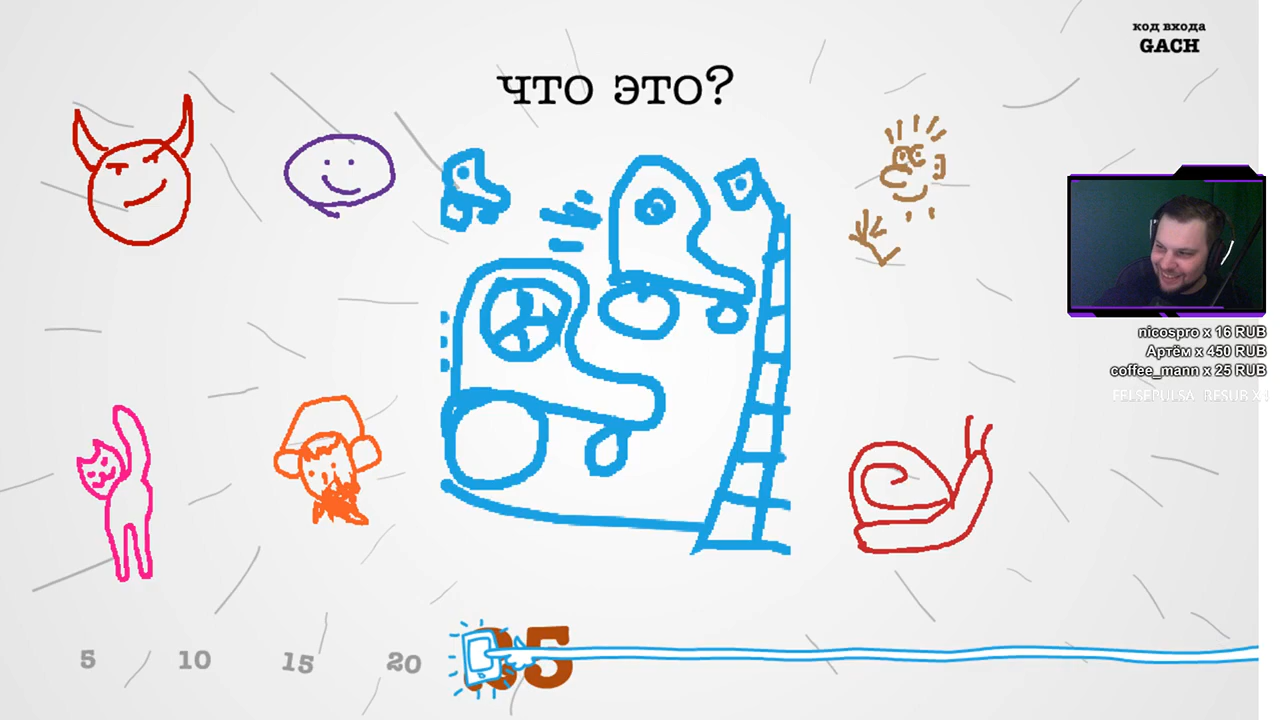 код входа
GACH
что это?
nicospro x 16 RUB
Артём x 450 RUB
coffee_mann x 25 RUB
5 10 15 20